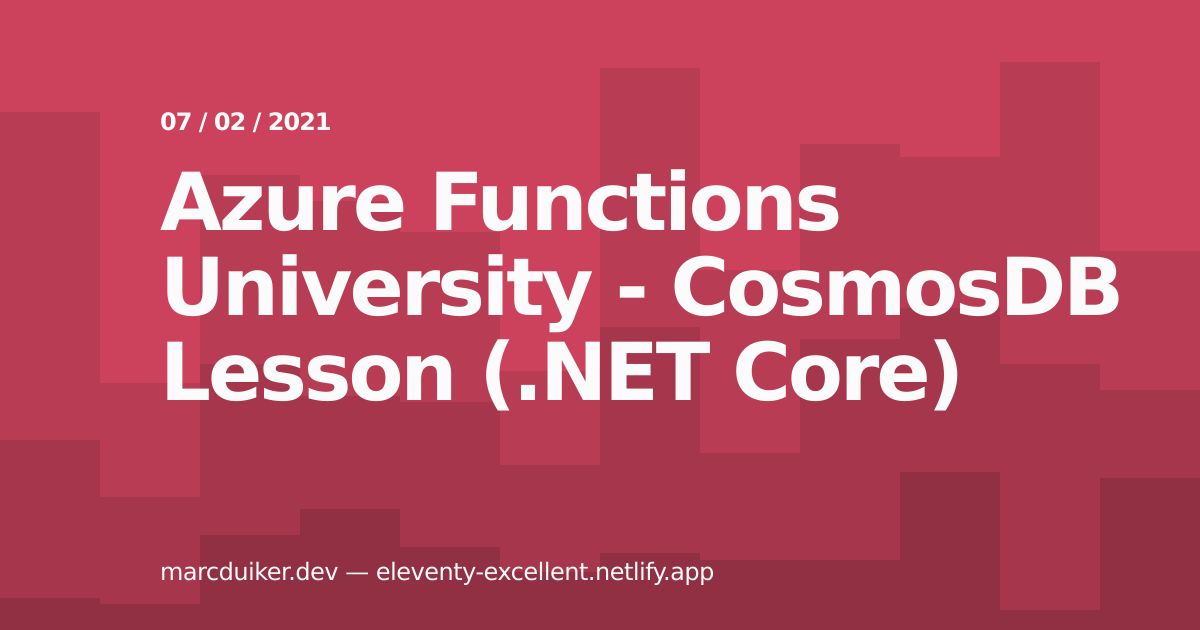 07 / 02 / 2021
Azure Functions
University - CosmosDB
Lesson (.NET Core)
marcduiker.dev — eleventy-excellent.netlify.app